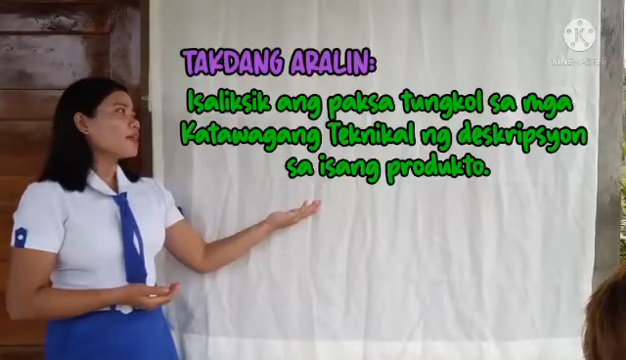 KINEMASTER
TAKDANG ARALIN:
Isaliksik ang paksa tungkol sa mga
Katawagang Teknikal ng deskripsyon
sa isang produkto.